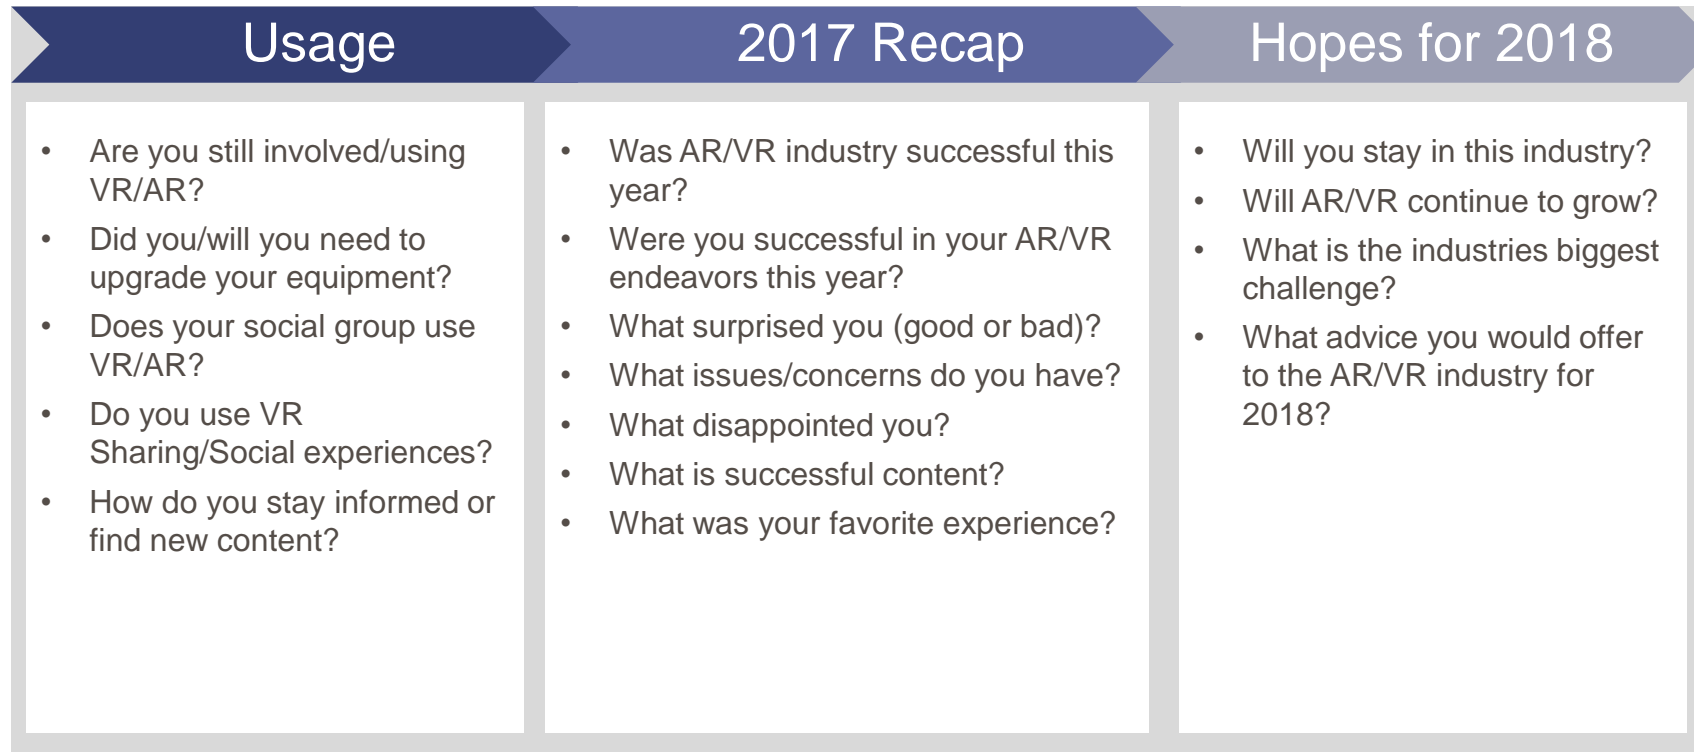 Usage
• Are you still involved/using
VR/AR?
• Did you/will you need to
upgrade your equipment?
• Does your social group use
VR/AR?
• Do you use VR
Sharing/Social experiences?
• How do you stay informed or
find new content?
2017 Recap
• Was AR/VR industry successful this
year?
• Were you successful in your AR/VR
endeavors this year?
• What surprised you (good or bad)?
• What issues/concerns do you have?
• What disappointed you?
• What is successful content?
• What was your favorite experience?
Hopes for 2018
• Will you stay in this industry?
• Will AR/VR continue to grow?
• What is the industries biggest
challenge?
• What advice you would offer
to the AR/VR industry for
2018?